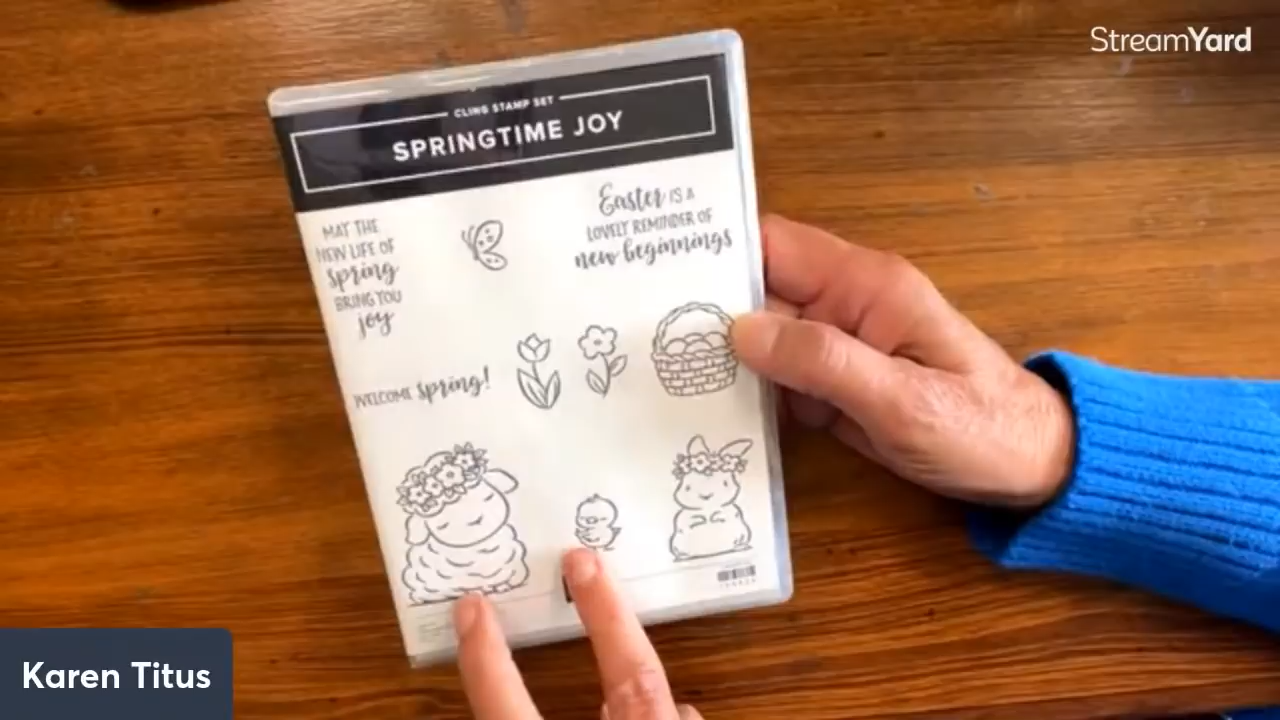 StreamYard
CLING STAMP SET
SPRINGTIME JOY
MAY THE
NEW LIFE OF
spring
BRING YOU
joy
Easter IS A
LOVELY REMINDER OF
new beginnings
WELCOME spring!
Karen Titus